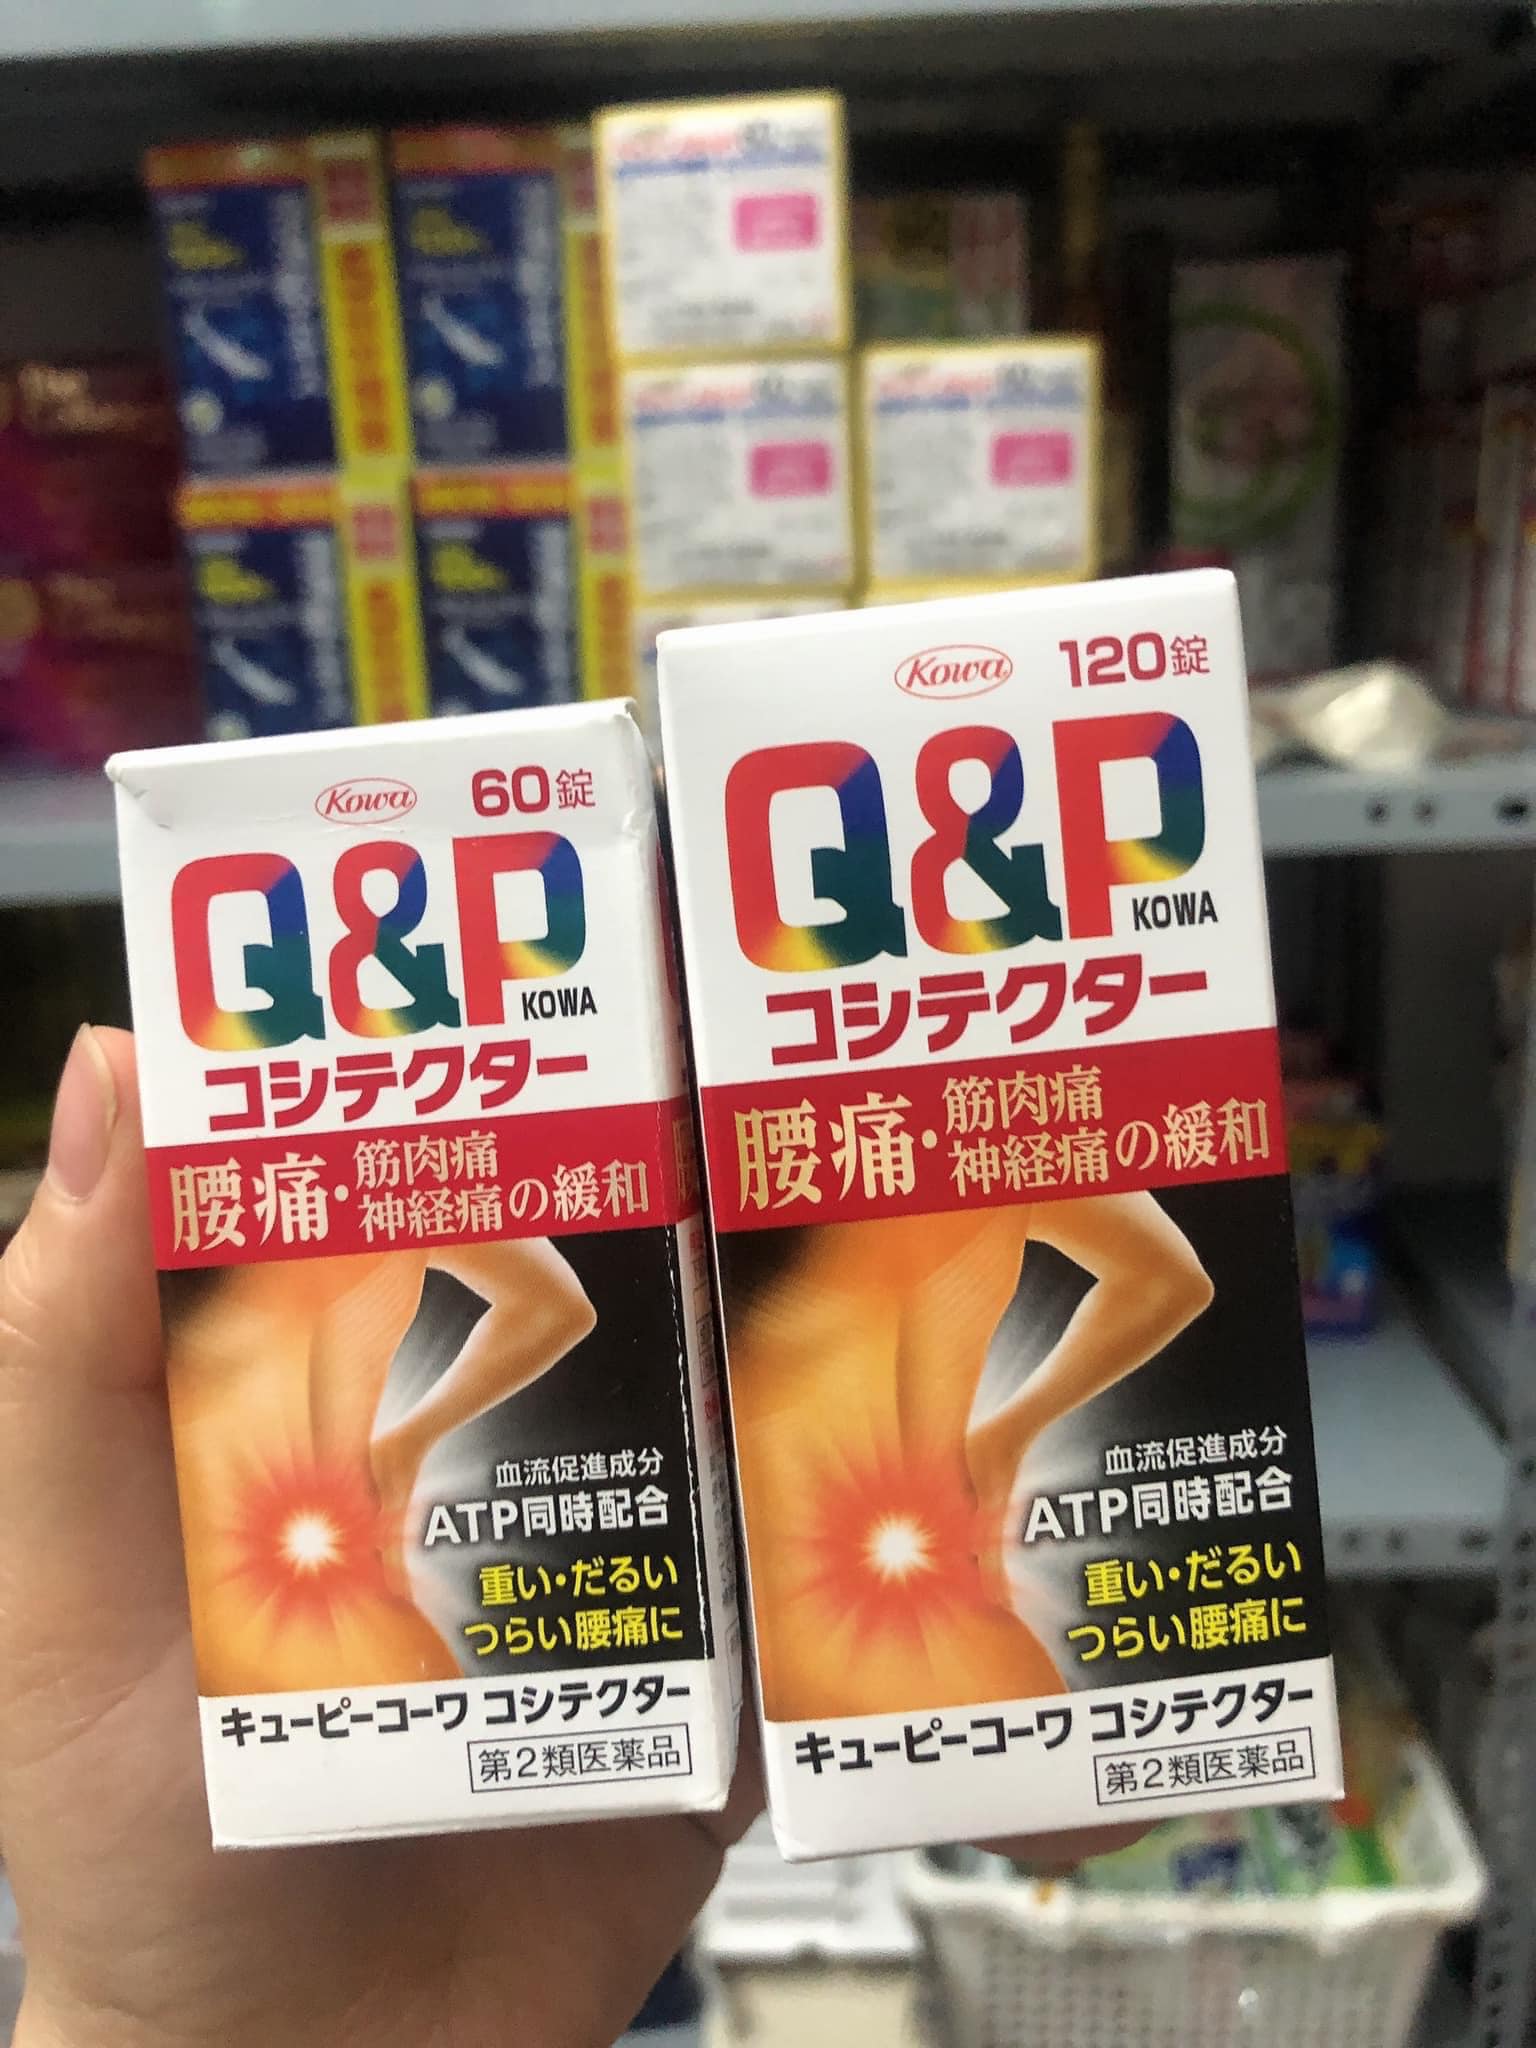 Kowa 60錠
Q&P
KOWA
コシテクター
腰痛・筋肉痛
神経痛の緩和
血流促進成分
ATP同時配合
重い・だるい
つらい腰痛に
キューピーコーワ コシテクター
第2類医薬品
Kowa 120錠
Q&P
KOWA
コシテクター
腰痛・筋肉痛
神経痛の緩和
血流促進成分
ATP同時配合
重い・だるい
つらい腰痛に
キューピーコーワ コシテクター
第2類医薬品